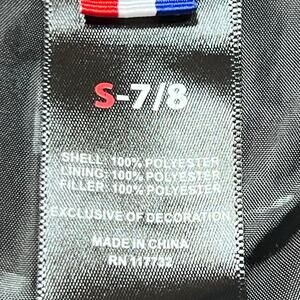 S-7/8
SHELL: 100% POLYESTER
LINING: 100% POLYESTER
FILLER: 100% POLYESTER
EXCLUSIVE OF DECORATION
MADE IN CHINA
RN 117732